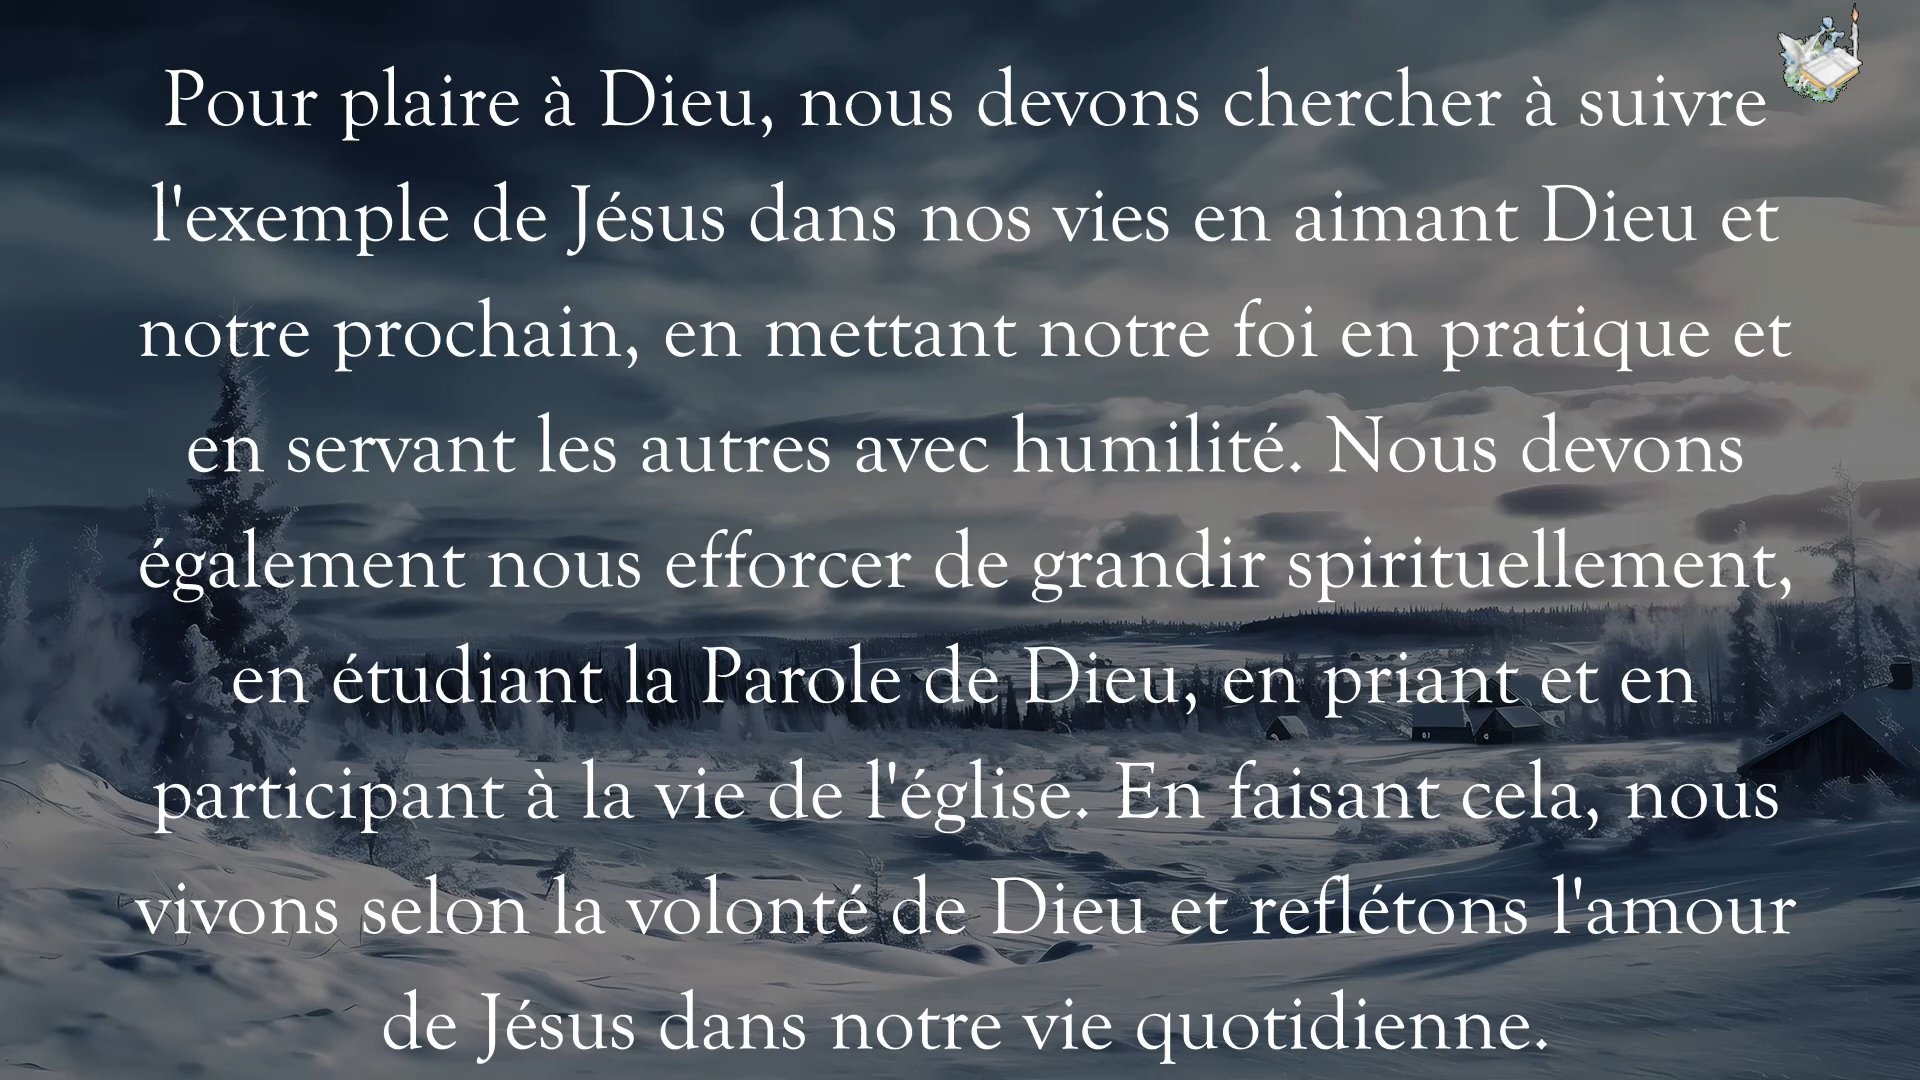 Pour plaire à Dieu, nous devons chercher à suivre
l'exemple de Jésus dans nos vies en aimant Dieu et
notre prochain, en mettant notre foi en pratique et
en servant les autres avec humilité. Nous devons
également nous efforcer de grandir spirituellement,
en étudiant la Parole de Dieu, en priant et en
participant à la vie de l'église. En faisant cela, nous
vivons selon la volonté de Dieu et reflétons l'amour
de Jésus dans notre vie quotidienne.